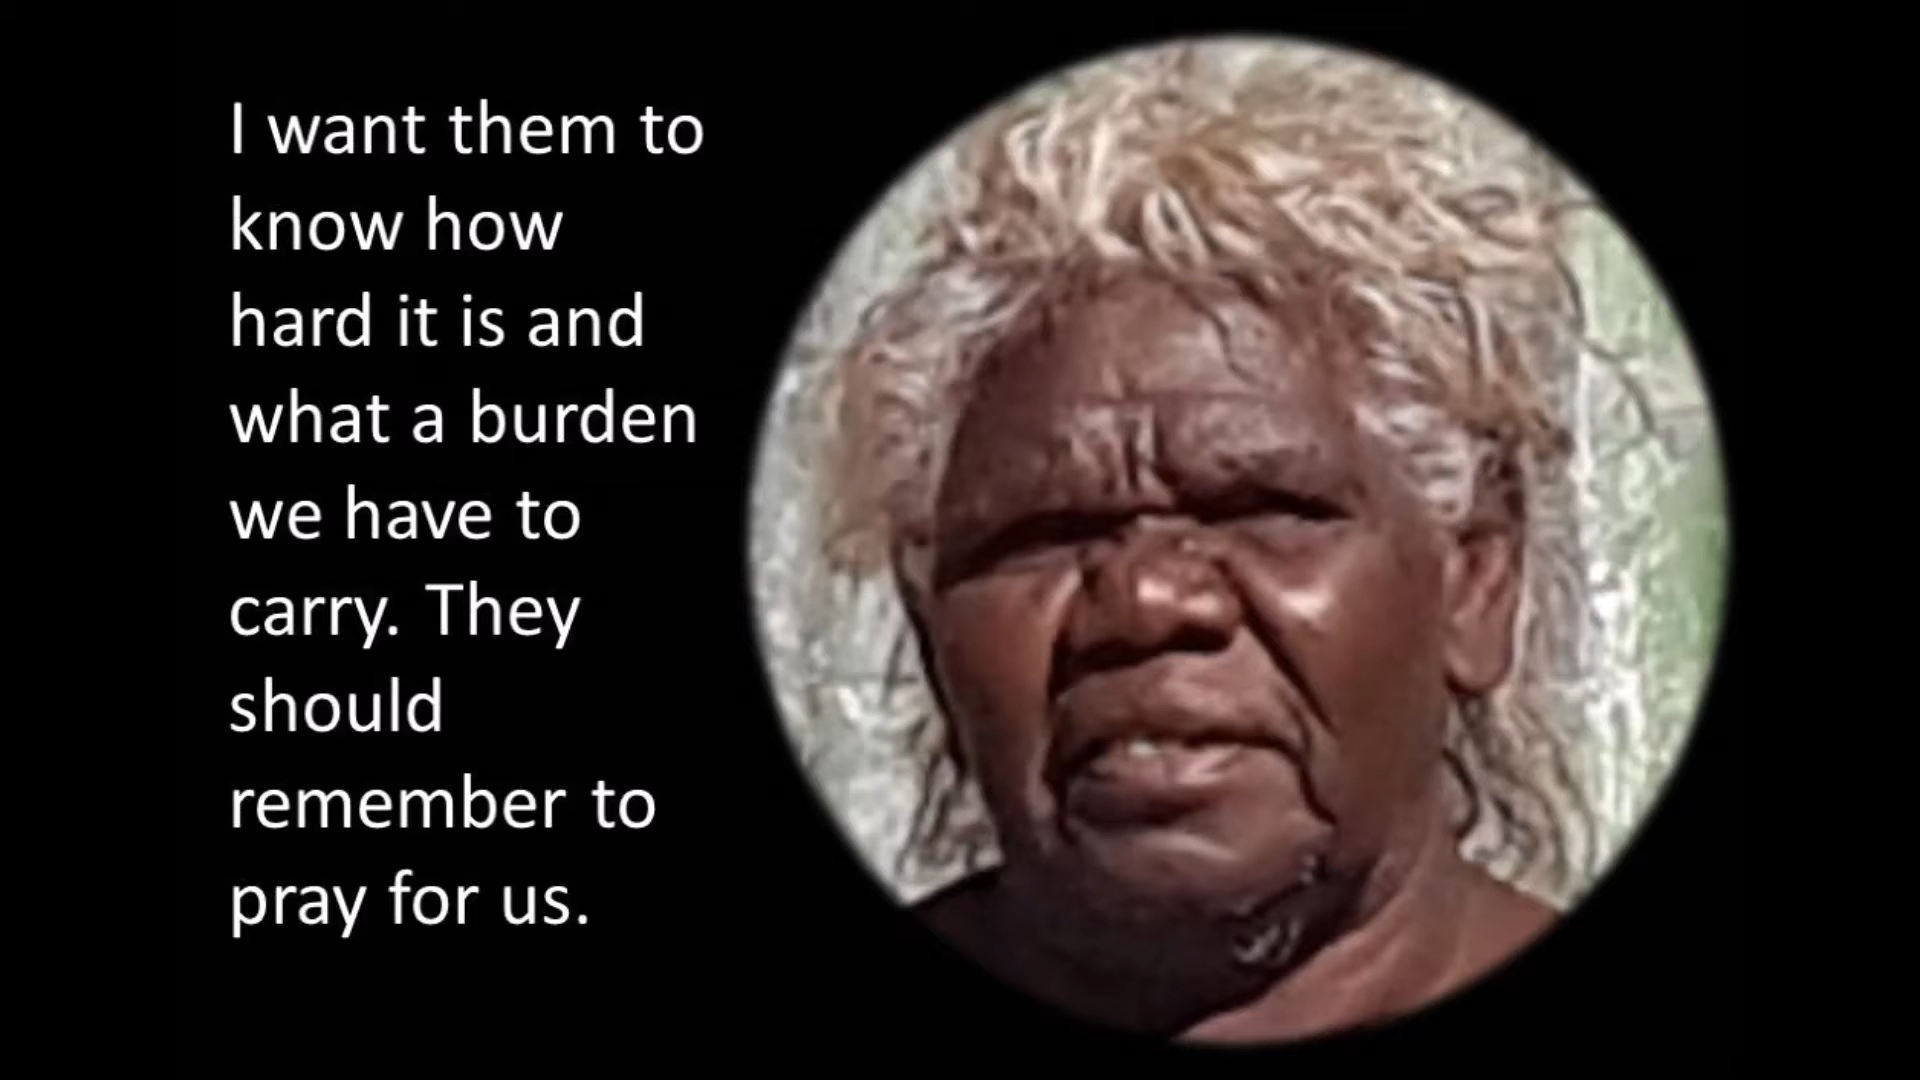 I want them to
know how
hard it is and
what a burden
we have to
carry. They
should
remember to
pray for us.